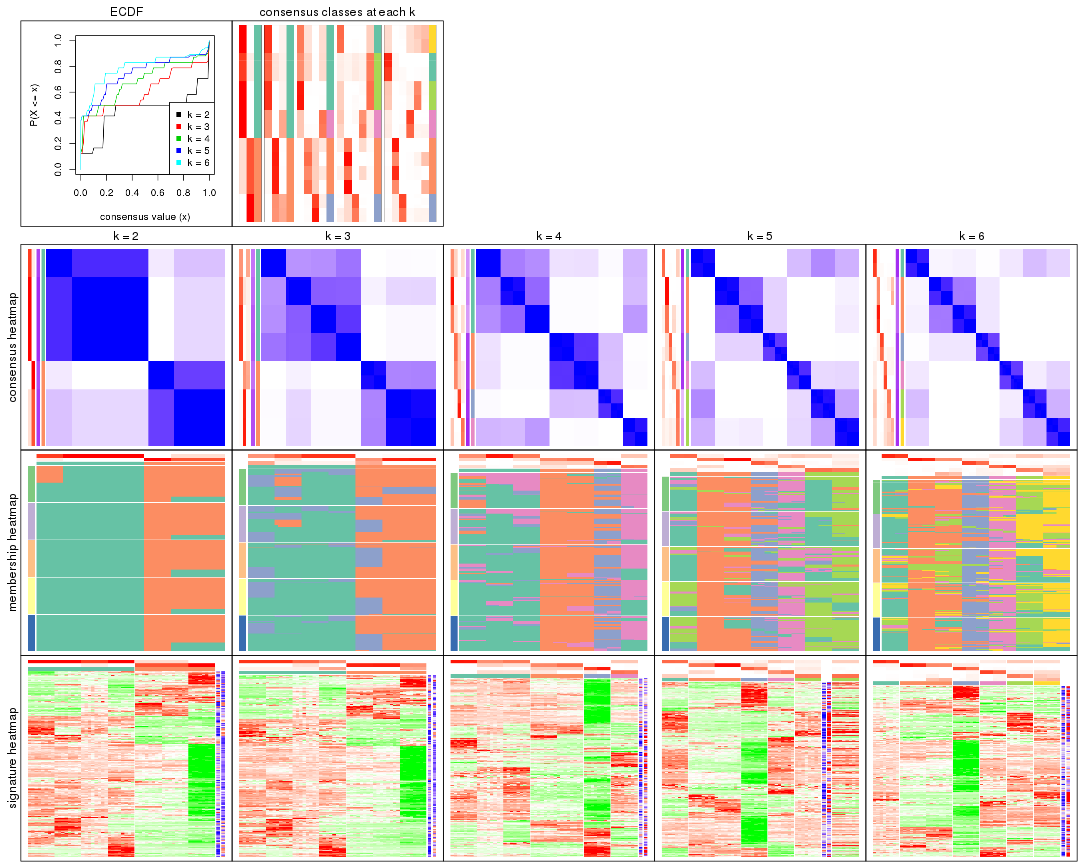 ECDF
consensus classes at each k
P(X <= x)
0.0 0.2 0.4 0.6 0.8 1.0
k = 2
k = 3
k = 4
k = 5
k = 6
0.0 0.2 0.4 0.6 0.8 1.0
consensus value (x)
k = 2
k = 3
k = 4
k = 5
k = 6
consensus heatmap
membership heatmap
signature heatmap